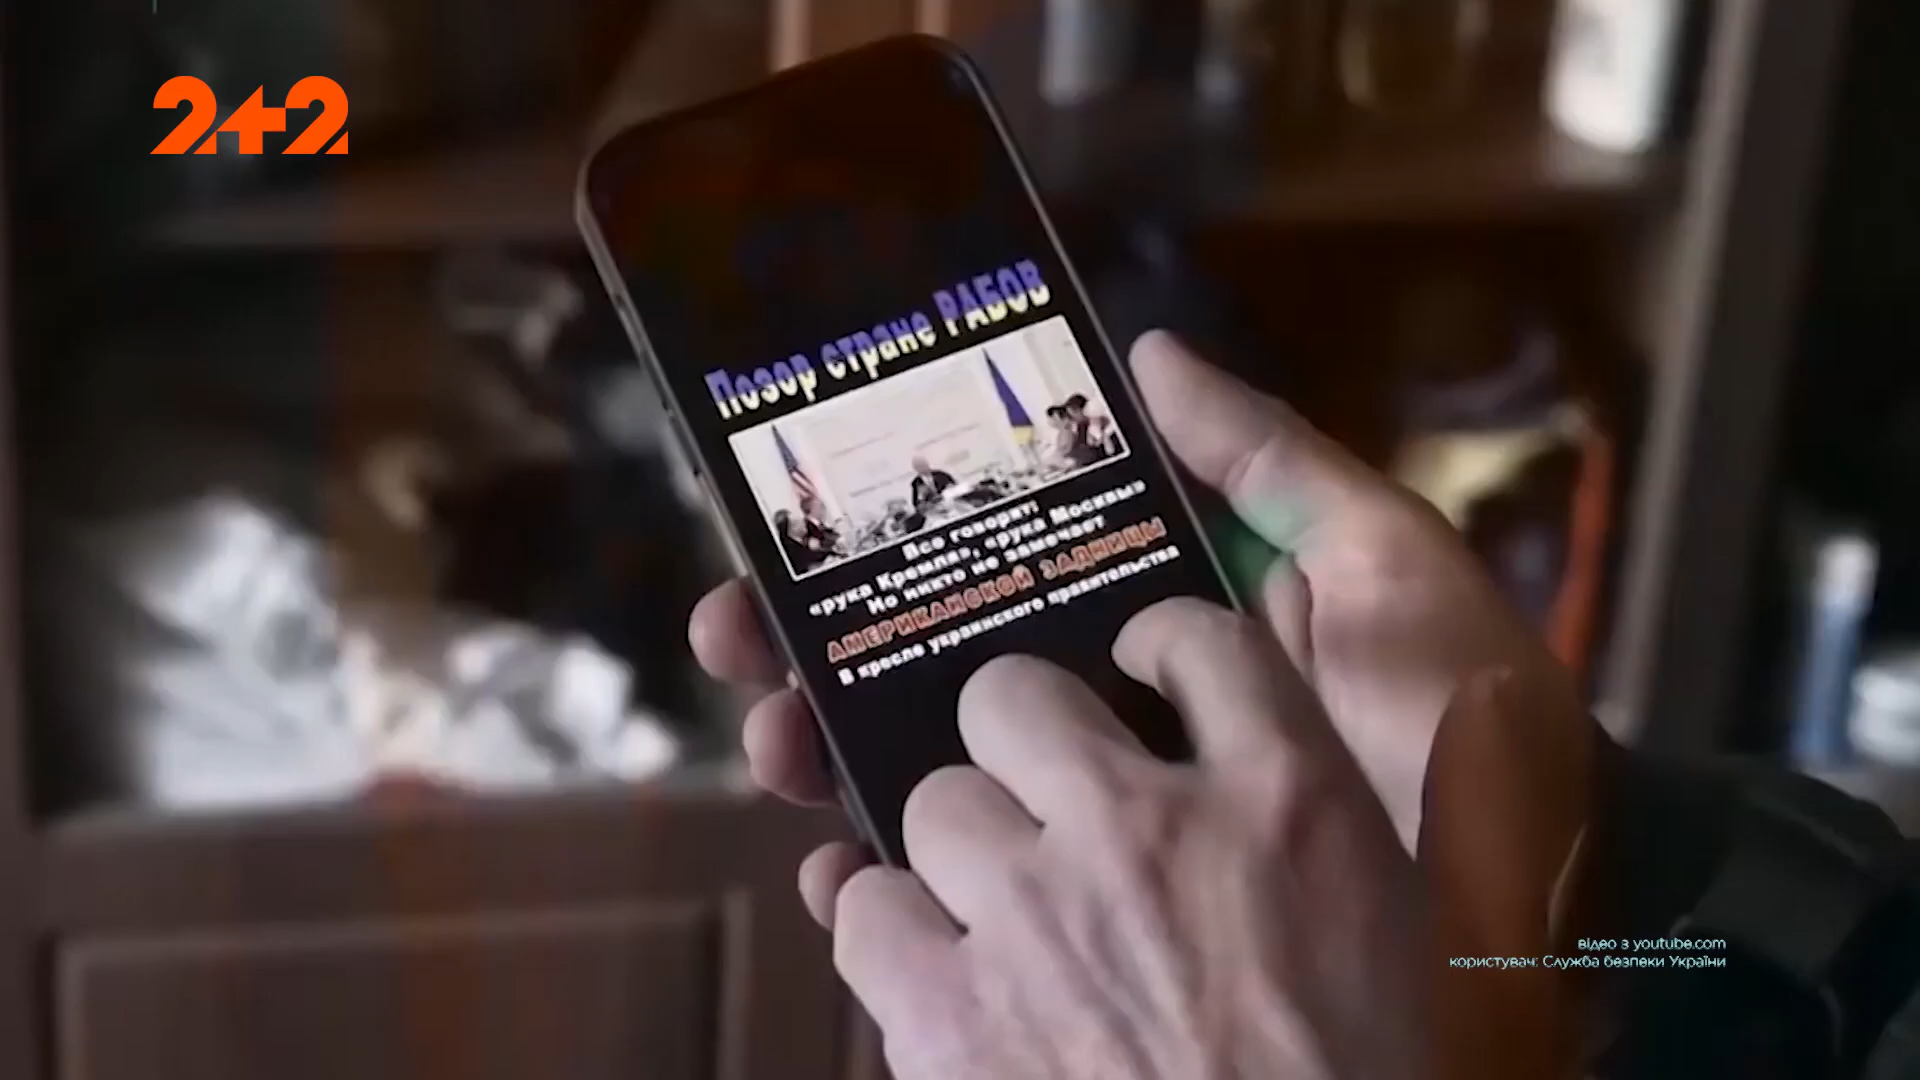 2+2
Позор стране РАБОВ
Все говорят:
«рука Кремля», «рука Москвы»
Но никто не замечает
АМЕРИКАНСКОЙ ЗАДНИЦЫ
В кресле украинского правительства
відео з youtube.com
користувач: Служба безпеки України